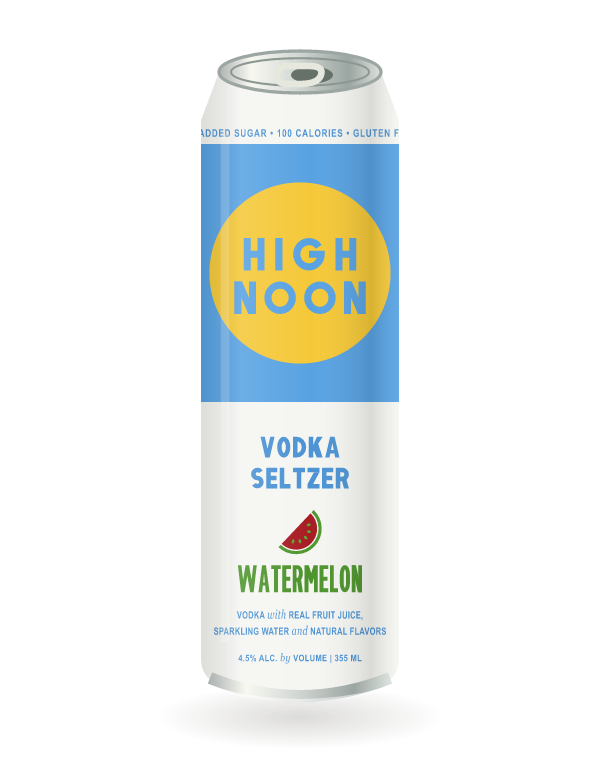 ADDED SUGAR • 100 CALORIES • GLUTEN F
HIGH
NOON
VODKA
SELTZER
WATERMELON
VODKA with REAL FRUIT JUICE,
SPARKLING WATER and NATURAL FLAVORS
4.5% ALC. by VOLUME | 355 ML